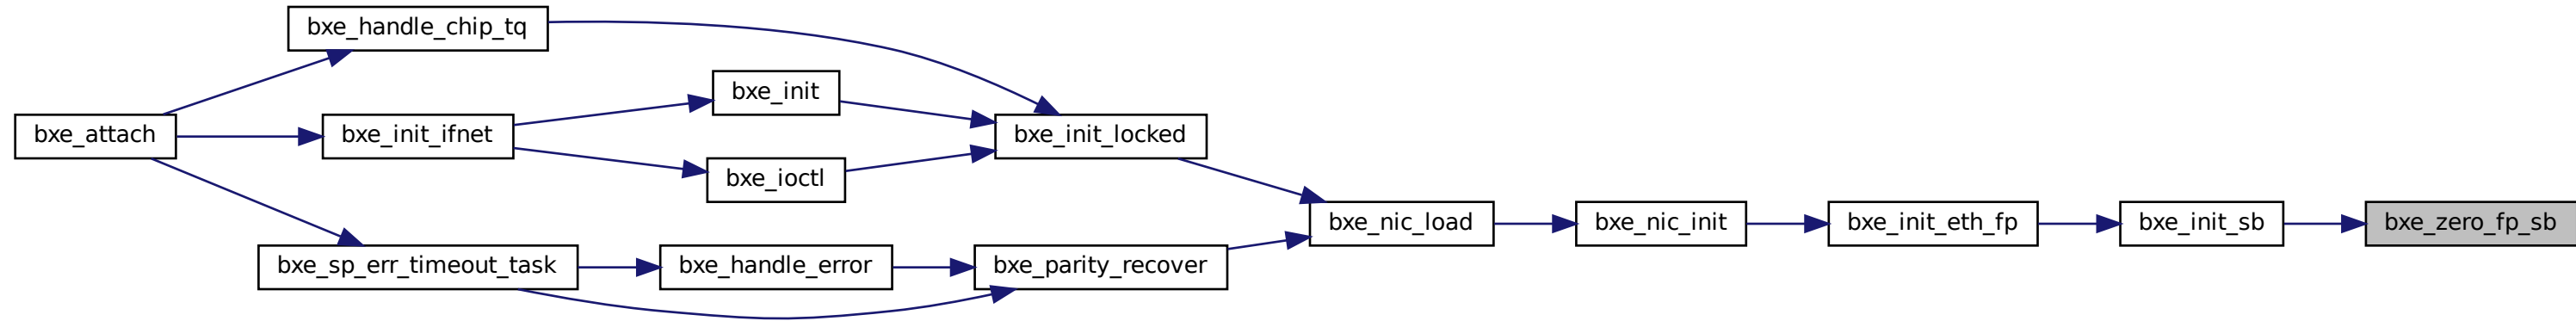 bxe_handle_chip_tq
bxe_init
bxe_attach
bxe_init_ifnet
bxe_init_locked
bxe_ioctl
bxe_nic_load
bxe_nic_init
bxe_init_eth_fp
bxe_init_sb
bxe_zero_fp_sb
bxe_sp_err_timeout_task
bxe_handle_error
bxe_parity_recover